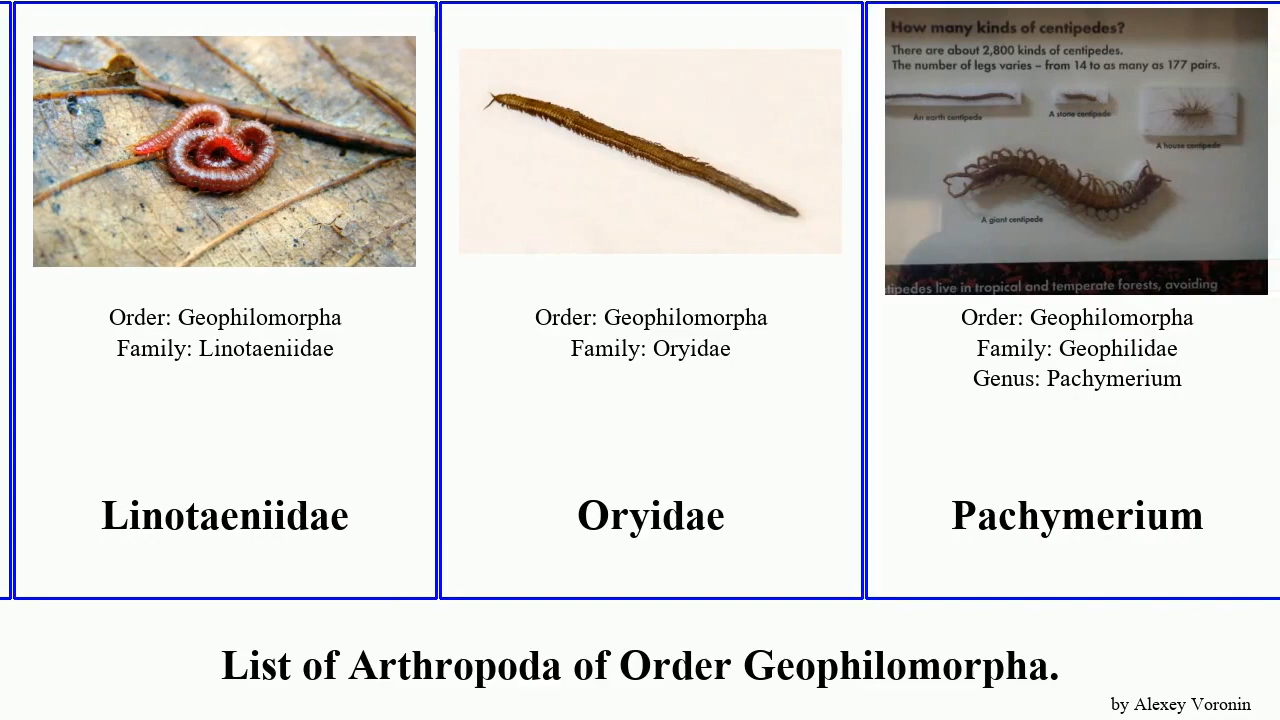 Order: Geophilomorpha
Family: Linotaeniidae
Linotaeniidae
Order: Geophilomorpha
Family: Oryidae
Oryidae
How many kinds of centipedes?
There are about 2,800 kinds of centipedes.
The number of legs varies – from 14 to as many as 177 pairs.
An earth centipede
A stone centipede
A house centipede
A giant centipede
tipedes live in tropical and temperate forests, avoiding
Order: Geophilomorpha
Family: Geophilidae
Genus: Pachymerium
Pachymerium
List of Arthropoda of Order Geophilomorpha.
by Alexey Voronin